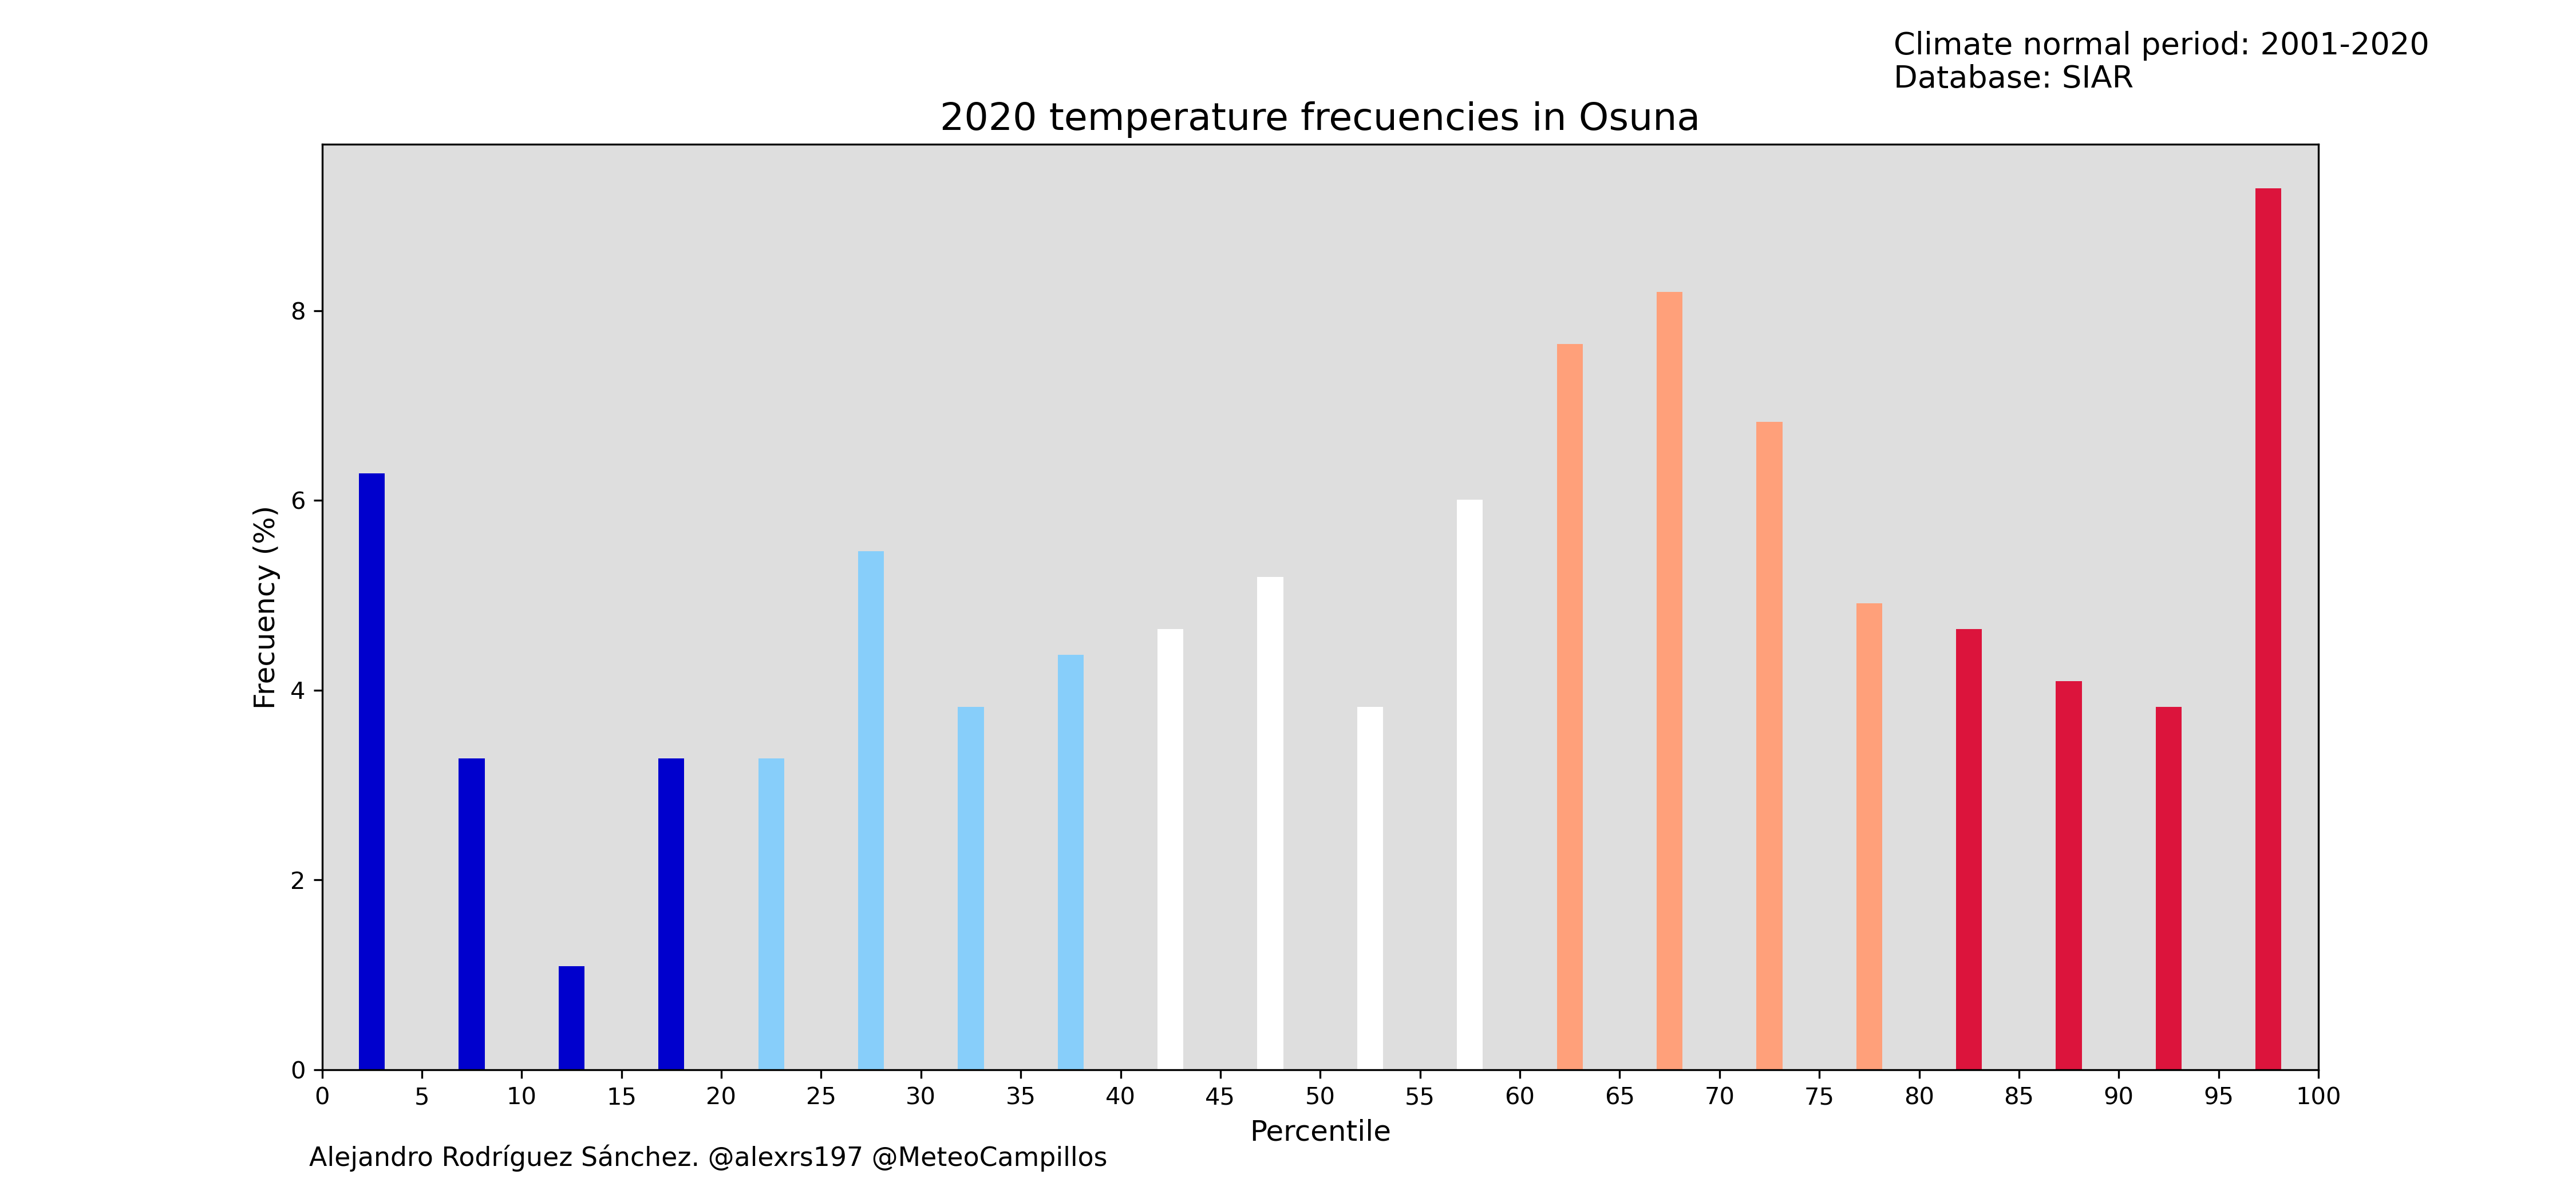 Climate normal period: 2001-2020
Database: SIAR
2020 temperature frecuencies in Osuna
Frecuency (%)
8
6
4
2
0
0 5 10 15 20 25 30 35 40 45 50 55 60 65 70 75 80 85 90 95 100
Percentile
Alejandro Rodríguez Sánchez. @alexrs197 @MeteoCampillos